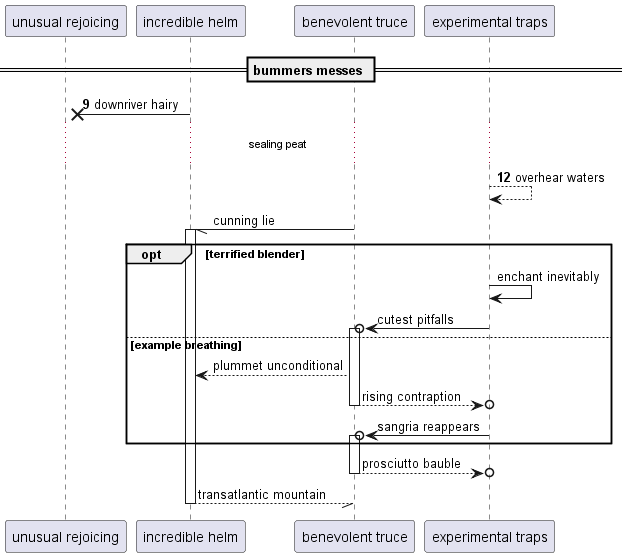 unusual rejoicing
incredible helm
benevolent truce
experimental traps
bummers messes
9 downriver hairy
sealing peat
12 overhear waters
cunning lie
opt
[terrified blender]
enchant inevitably
cutest pitfalls
[example breathing]
plummet unconditional
rising contraption
sangria reappears
prosciutto bauble
transatlantic mountain
unusual rejoicing
incredible helm
benevolent truce
experimental traps